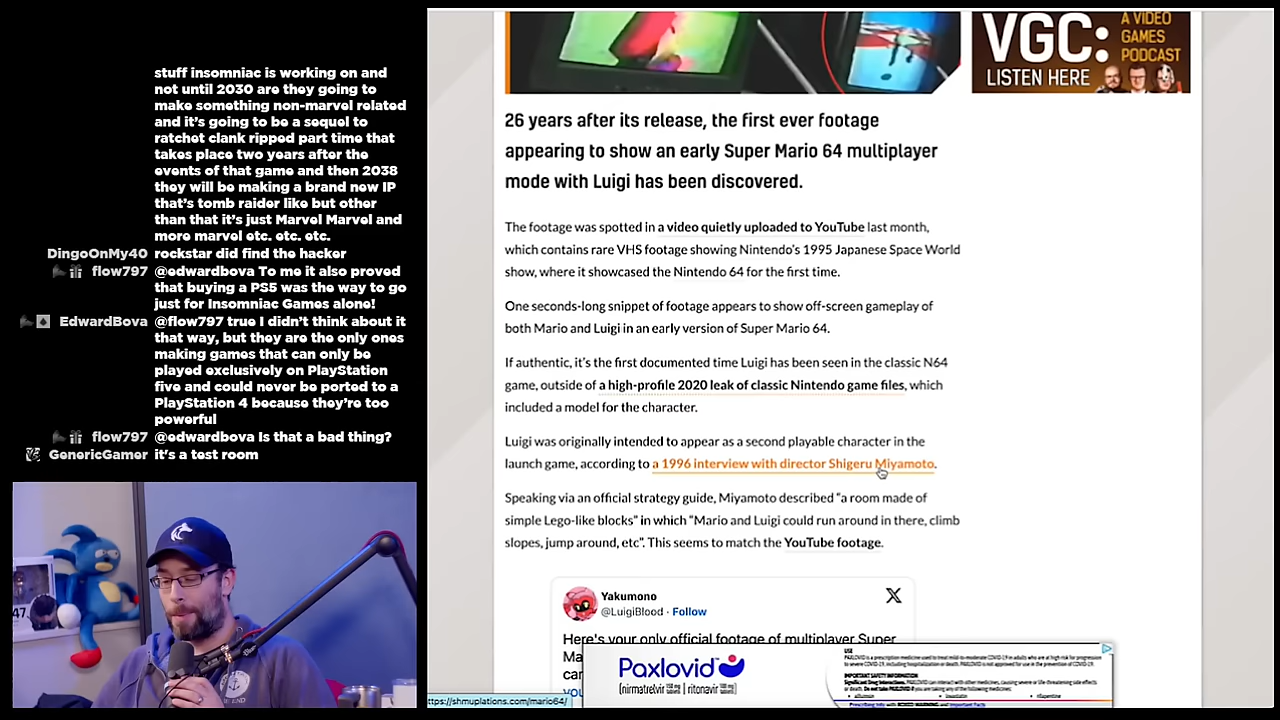 stuff insomniac is working on and
not until 2030 are they going to
make something non-marvel related
and it's going to be a sequel to
ratchet clank ripped part time that
takes place two years after the
events of that game and then 2038
they will be making a brand new IP
that's tomb raider like but other
than that it's just Marvel Marvel and
more marvel etc. etc. etc.
DingoOnMy40 rockstar dm find the hacker
flow797 @edwardbova To me it also proved
that buying a PS5 was the way to go
just for Insomniac Games alone!
EdwardBova @flow797 true I didn't think about it
that way, but they are the only ones
making games that can only be
played exclusively on PlayStation
five and could never be ported to a
PlayStation 4 because they're too
powerful
flow797 @edwardbova Is that a bad thing?
GenericGamer it's a test room
47.
VGC:
A VIDEO
GAMES
PODCAST
LISTEN HERE
26 years after its release, the first ever footage
appearing to show an early Super Mario 64 multiplayer
mode with Luigi has been discovered.
The footage was spotted in a video quietly uploaded to YouTube last month,
which contains rare VHS footage showing Nintendo's 1995 Japanese Space World
show, where it showcased the Nintendo 64 for the first time.
One seconds-long snippet of footage appears to show off-screen gameplay of
both Mario and Luigi in an early version of Super Mario 64.
If authentic, it's the first documented time Luigi has been seen in the classic N64
game, outside of a high-profile 2020 leak of classic Nintendo game files, which
included a model for the character.
Luigi was originally intended to appear as a second playable character in the
launch game, according to a 1996 interview with director Shigeru Miyamoto.
Speaking via an official strategy guide, Miyamoto described "a room made of
simple Lego-like blocks" in which "Mario and Luigi could run around in there, climb
slopes, jump around, etc". This seems to match the YouTube footage.
Yakumono
@LuigiBlood · Follow
Here's your only official footage of multiplayer Super
Ma
can
you
Paxlovid
(nirmatrelvir | ritonavir)
USE
IMPORTANT SAFETY INFORMATION
https://shmuplations.com/mario64/